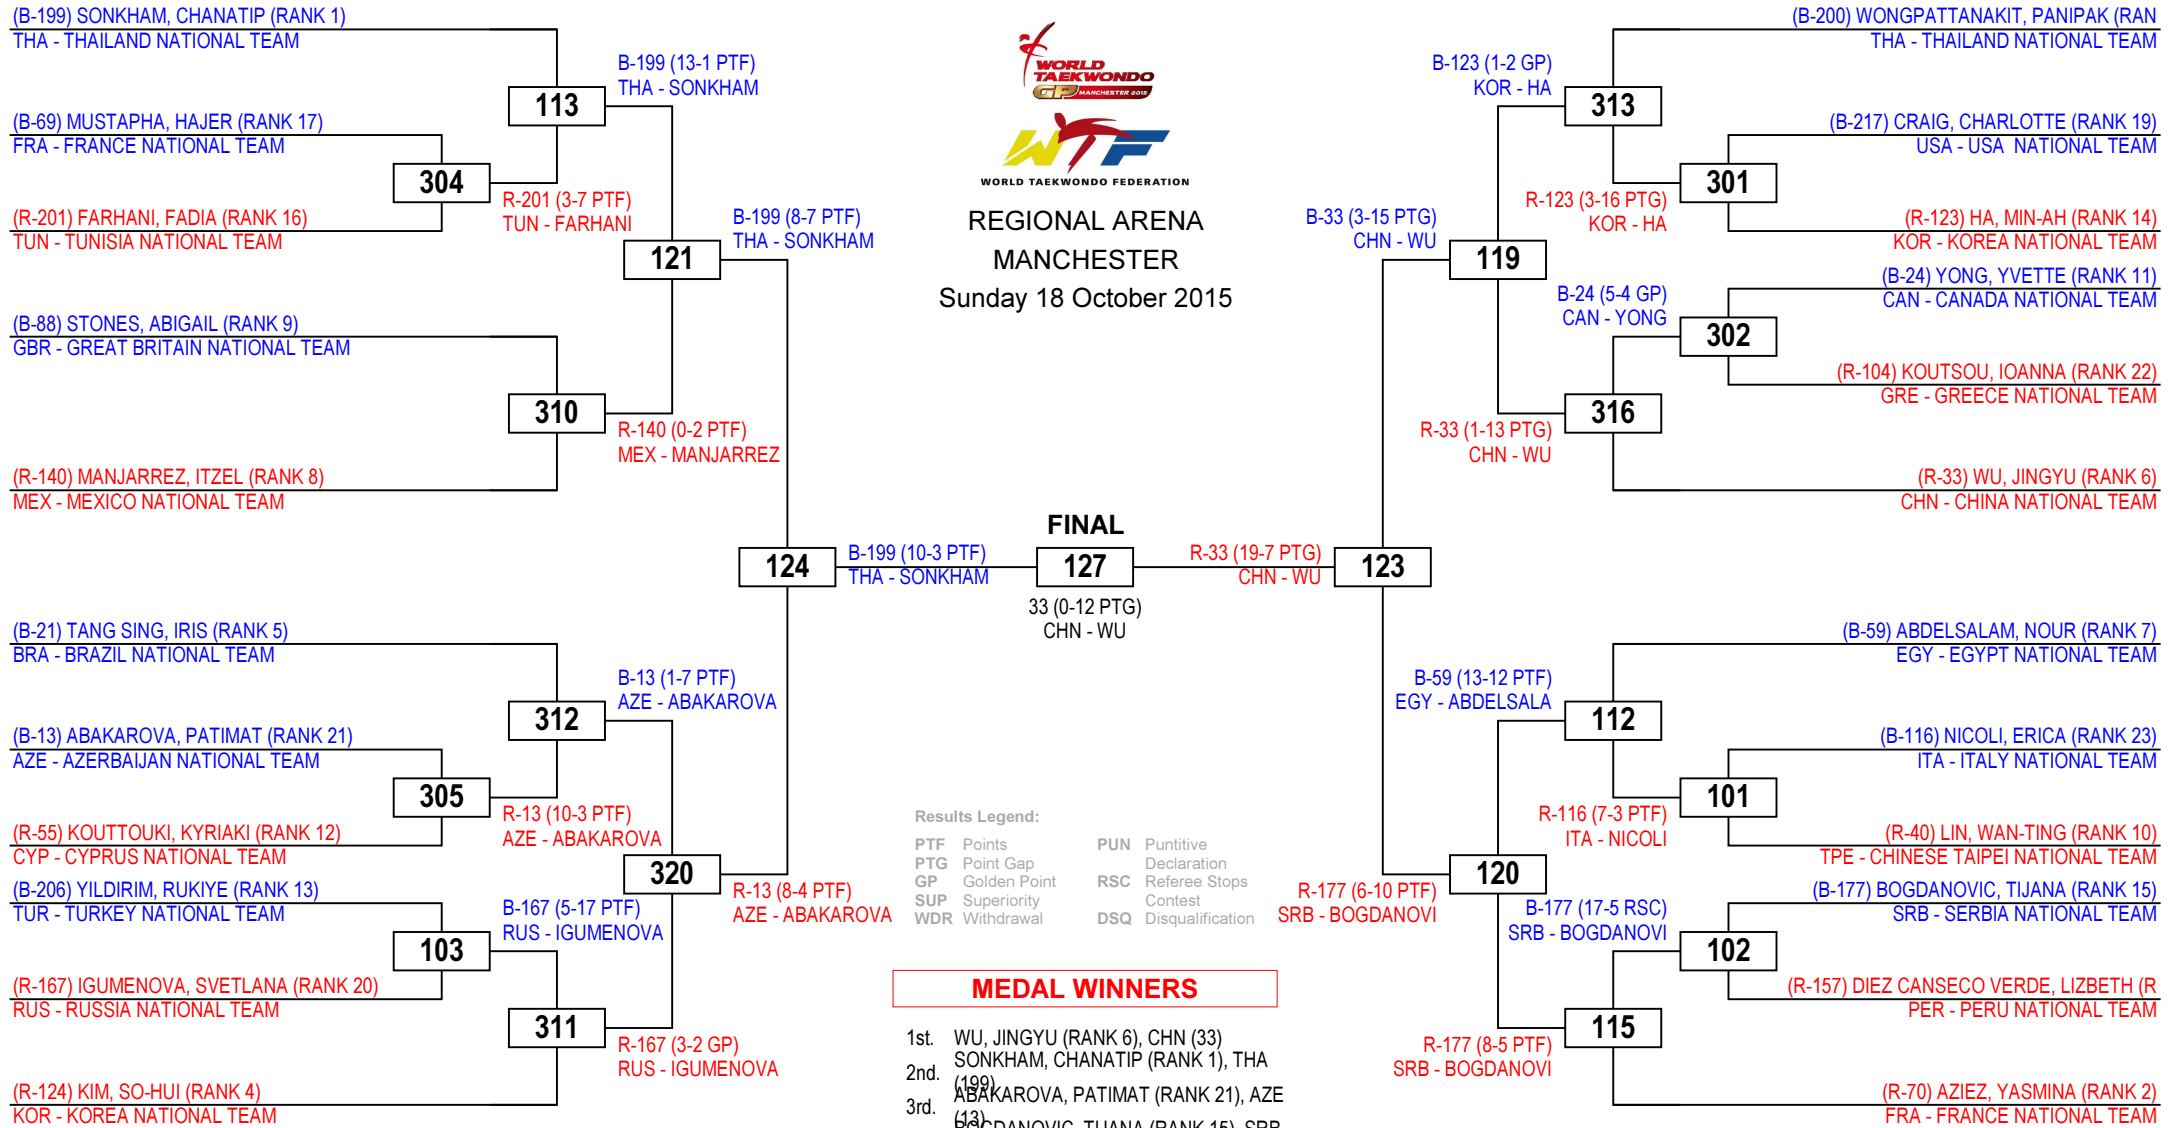 (B-199) SONKHAM, CHANATIP (RANK 1)
THA - THAILAND NATIONAL TEAM
(B-69) MUSTAPHA, HAJER (RANK 17)
FRA - FRANCE NATIONAL TEAM
(R-201) FARHANI, FADIA (RANK 16)
TUN - TUNISIA NATIONAL TEAM
(B-88) STONES, ABIGAIL (RANK 9)
GBR - GREAT BRITAIN NATIONAL TEAM
(R-140) MANJARREZ, ITZEL (RANK 8)
MEX - MEXICO NATIONAL TEAM
(B-21) TANG SING, IRIS (RANK 5)
BRA - BRAZIL NATIONAL TEAM
(B-13) ABAKAROVA, PATIMAT (RANK 21)
AZE - AZERBAIJAN NATIONAL TEAM
(R-55) KOUTTOUKI, KYRIAKI (RANK 12)
CYP - CYPRUS NATIONAL TEAM
(B-206) YILDIRIM, RUKIYE (RANK 13)
TUR - TURKEY NATIONAL TEAM
(R-167) IGUMENOVA, SVETLANA (RANK 20)
RUS - RUSSIA NATIONAL TEAM
(R-124) KIM, SO-HUI (RANK 4)
KOR - KOREA NATIONAL TEAM
304
R-201 (3-7 PTF)
TUN - FARHANI
305
R-13 (10-3 PTF)
AZE - ABAKAROVA
103
B-167 (5-17 PTF)
RUS - IGUMENOVA
113
B-199 (13-1 PTF)
THA - SONKHAM
310
R-140 (0-2 PTF)
MEX - MANJARREZ
312
B-13 (1-7 PTF)
AZE - ABAKAROVA
311
R-167 (3-2 GP)
RUS - IGUMENOVA
121
B-199 (8-7 PTF)
THA - SONKHAM
320
R-13 (8-4 PTF)
AZE - ABAKAROVA
124
B-199 (10-3 PTF)
THA - SONKHAM
WORLD
TAEKWONDO
GP MANCHESTER 2015
WTF
WORLD TAEKWONDO FEDERATION
REGIONAL ARENA
MANCHESTER
Sunday 18 October 2015
FINAL
127
33 (0-12 PTG)
CHN - WU
R-33 (19-7 PTG)
CHN - WU
123
B-33 (3-15 PTG)
CHN - WU
119
R-177 (6-10 PTF)
SRB - BOGDANOVI
120
B-123 (1-2 GP)
KOR - HA
313
R-33 (1-13 PTG)
CHN - WU
316
B-59 (13-12 PTF)
EGY - ABDELSALA
112
R-177 (8-5 PTF)
SRB - BOGDANOVI
115
R-123 (3-16 PTG)
KOR - HA
301
B-24 (5-4 GP)
CAN - YONG
302
R-116 (7-3 PTF)
ITA - NICOLI
101
B-177 (17-5 RSC)
SRB - BOGDANOVI
102
(B-200) WONGPATTANAKIT, PANIPAK (RAN
THA - THAILAND NATIONAL TEAM
(B-217) CRAIG, CHARLOTTE (RANK 19)
USA - USA NATIONAL TEAM
(R-123) HA, MIN-AH (RANK 14)
KOR - KOREA NATIONAL TEAM
(B-24) YONG, YVETTE (RANK 11)
CAN - CANADA NATIONAL TEAM
(R-104) KOUTSOU, IOANNA (RANK 22)
GRE - GREECE NATIONAL TEAM
(R-33) WU, JINGYU (RANK 6)
CHN - CHINA NATIONAL TEAM
(B-59) ABDELSALAM, NOUR (RANK 7)
EGY - EGYPT NATIONAL TEAM
(B-116) NICOLI, ERICA (RANK 23)
ITA - ITALY NATIONAL TEAM
(R-40) LIN, WAN-TING (RANK 10)
TPE - CHINESE TAIPEI NATIONAL TEAM
(B-177) BOGDANOVIC, TIJANA (RANK 15)
SRB - SERBIA NATIONAL TEAM
(R-157) DIEZ CANSECO VERDE, LIZBETH (R
PER - PERU NATIONAL TEAM
(R-70) AZIEZ, YASMINA (RANK 2)
FRA - FRANCE NATIONAL TEAM
Results Legend:
PTF Points
PTG Point Gap
GP Golden Point
SUP Superiority
WDR Withdrawal
PUN Puntitive
Declaration
RSC Referee Stops
Contest
DSQ Disqualification
MEDAL WINNERS
1st. WU, JINGYU (RANK 6), CHN (33)
2nd. SONKHAM, CHANATIP (RANK 1), THA
(199)
3rd. ABAKAROVA, PATIMAT (RANK 21), AZE
(13)
BOGDANOVIC, TIJANA (RANK 15), SRB